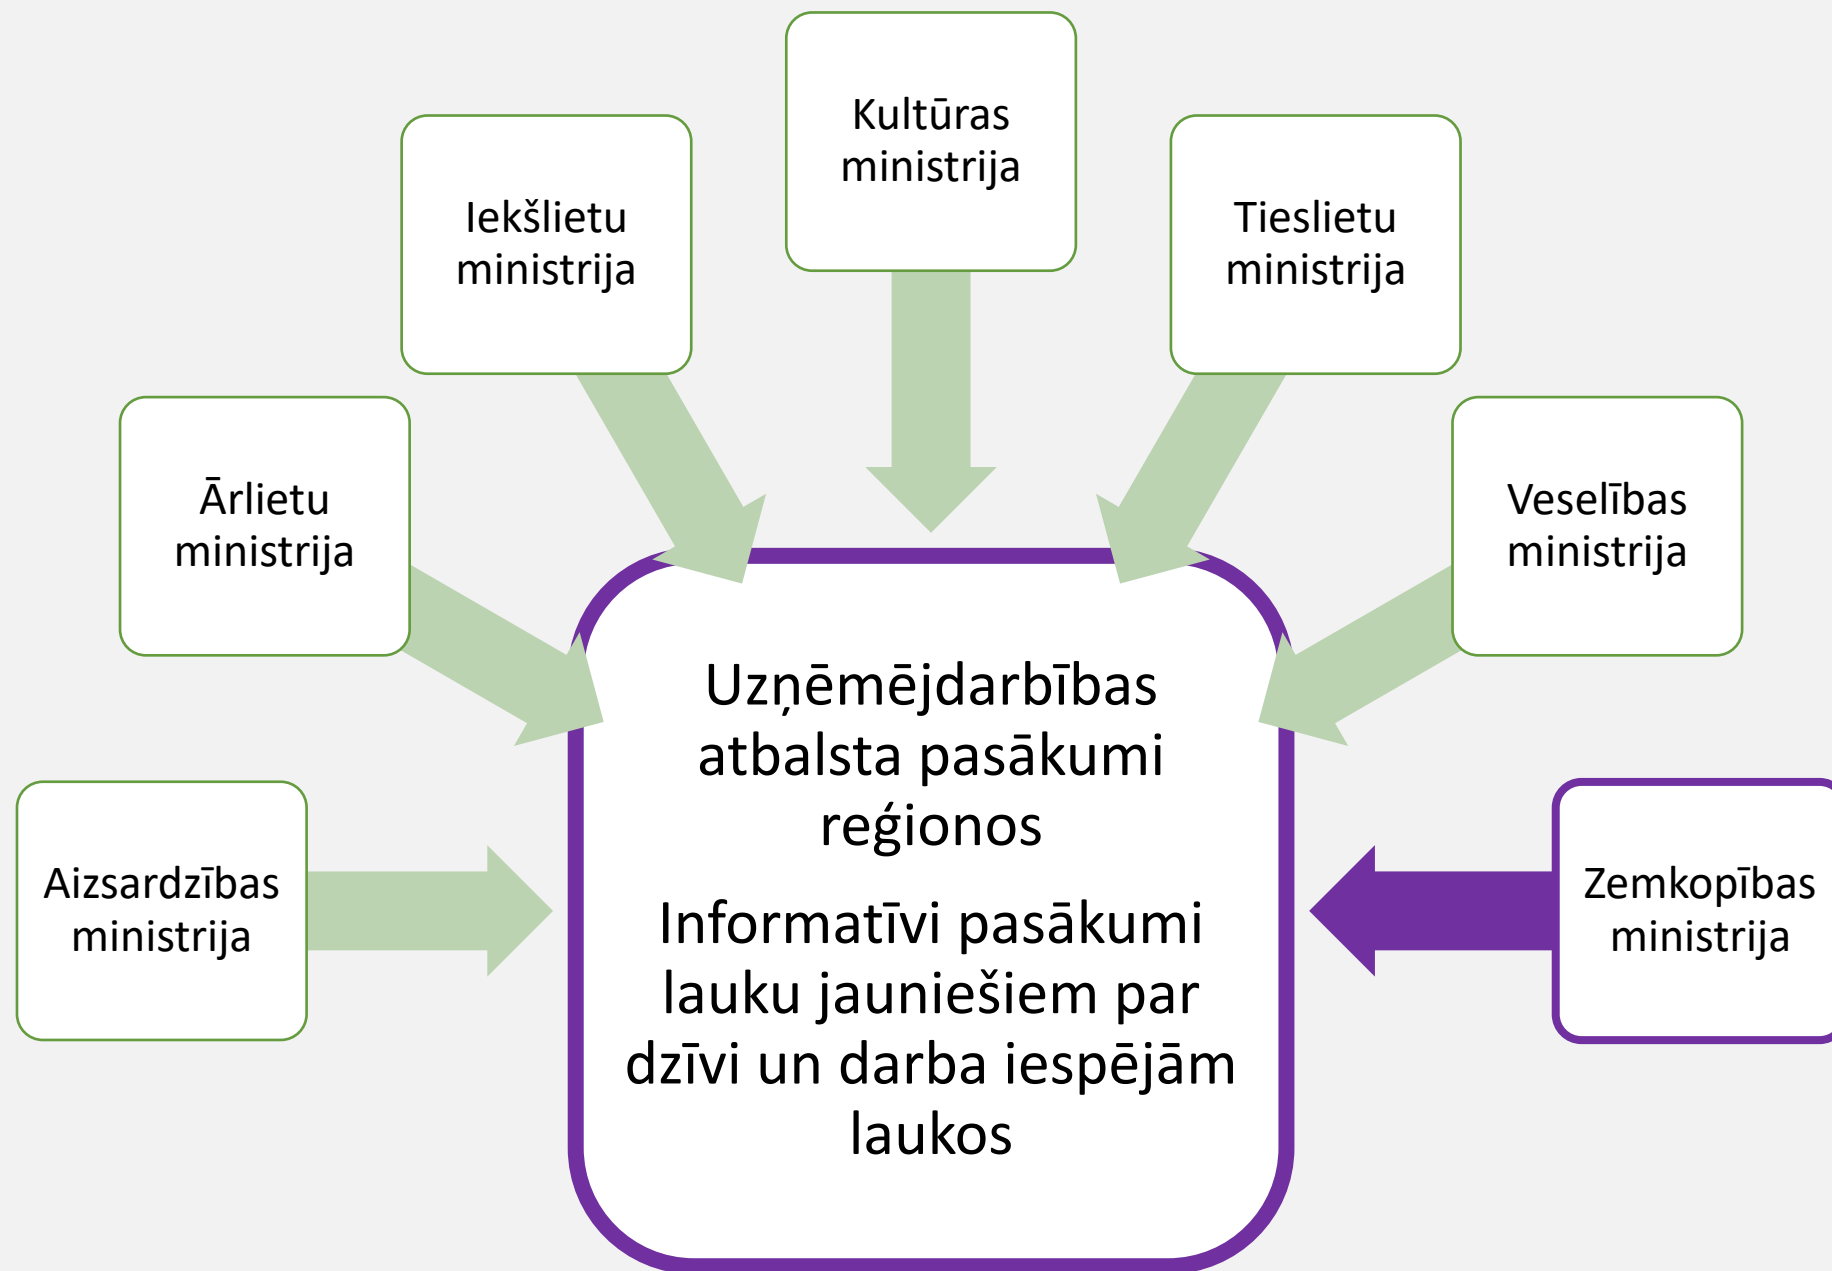 Kultūras
ministrija
Iekšlietu
ministrija
Tieslietu
ministrija
Ārlietu
ministrija
Veselības
ministrija
Aizsardzības
ministrija
Uzņēmējdarbības
atbalsta pasākumi
reģionos
Informatīvi pasākumi
lauku jauniešiem par
dzīvi un darba iespējām
laukos
Zemkopības
ministrija